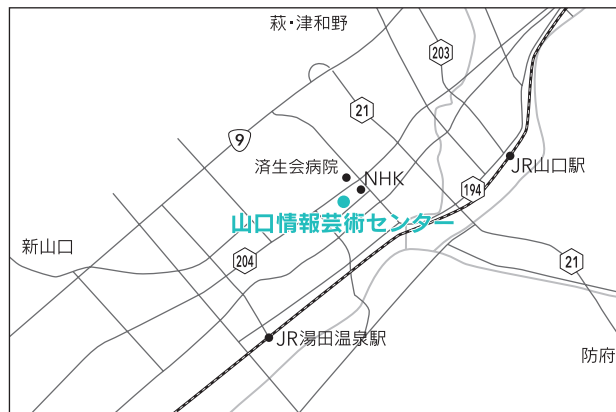 萩・津和野
203
21
9
済生会病院
NHK
JR山口駅
194
山口情報芸術センター
新山口
204
21
JR湯田温泉駅
防府